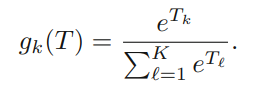 g_k(T) = \frac{e^{T_k}}{\sum_{\ell=1}^{K} e^{T_\ell}}.